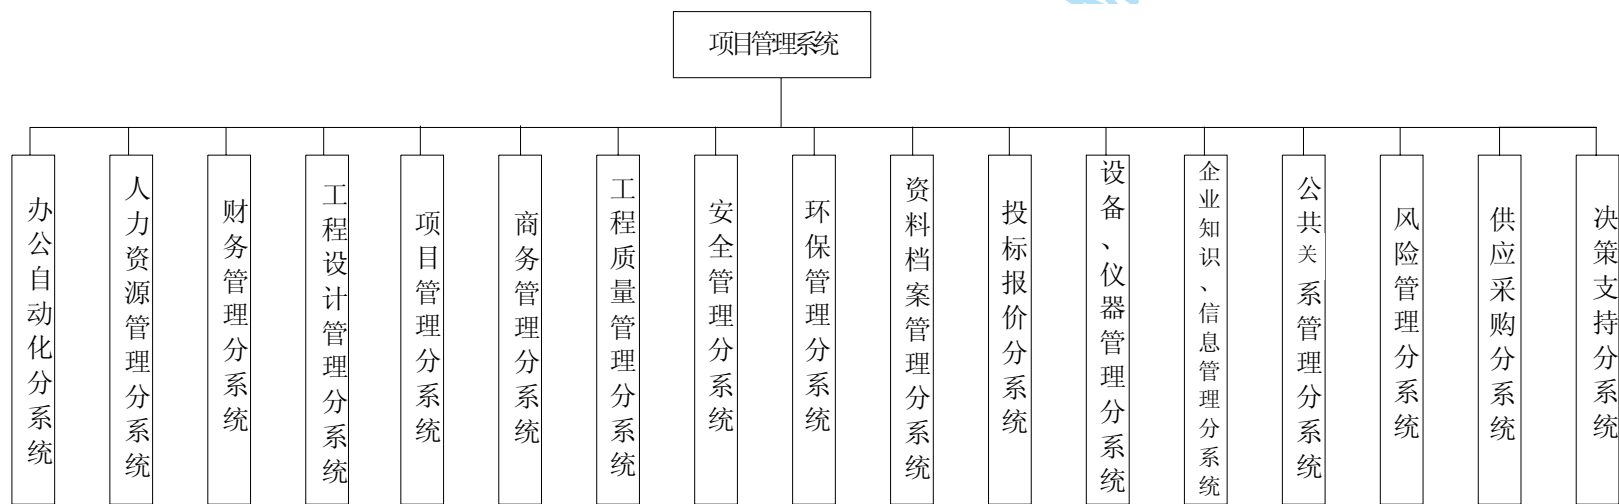 项目管理系统
办公自动化分系统
人力资源管理分系统
财务管理分系统
工程设计管理分系统
项目管理分系统
商务管理分系统
工程质量管理分系统
安全管理分系统
环保管理分系统
资料档案管理分系统
投标报价分系统
设备、仪器管理分系统
企业知识、信息管理分系统
公共关系管理分系统
风险管理分系统
供应采购分系统
决策支持分系统